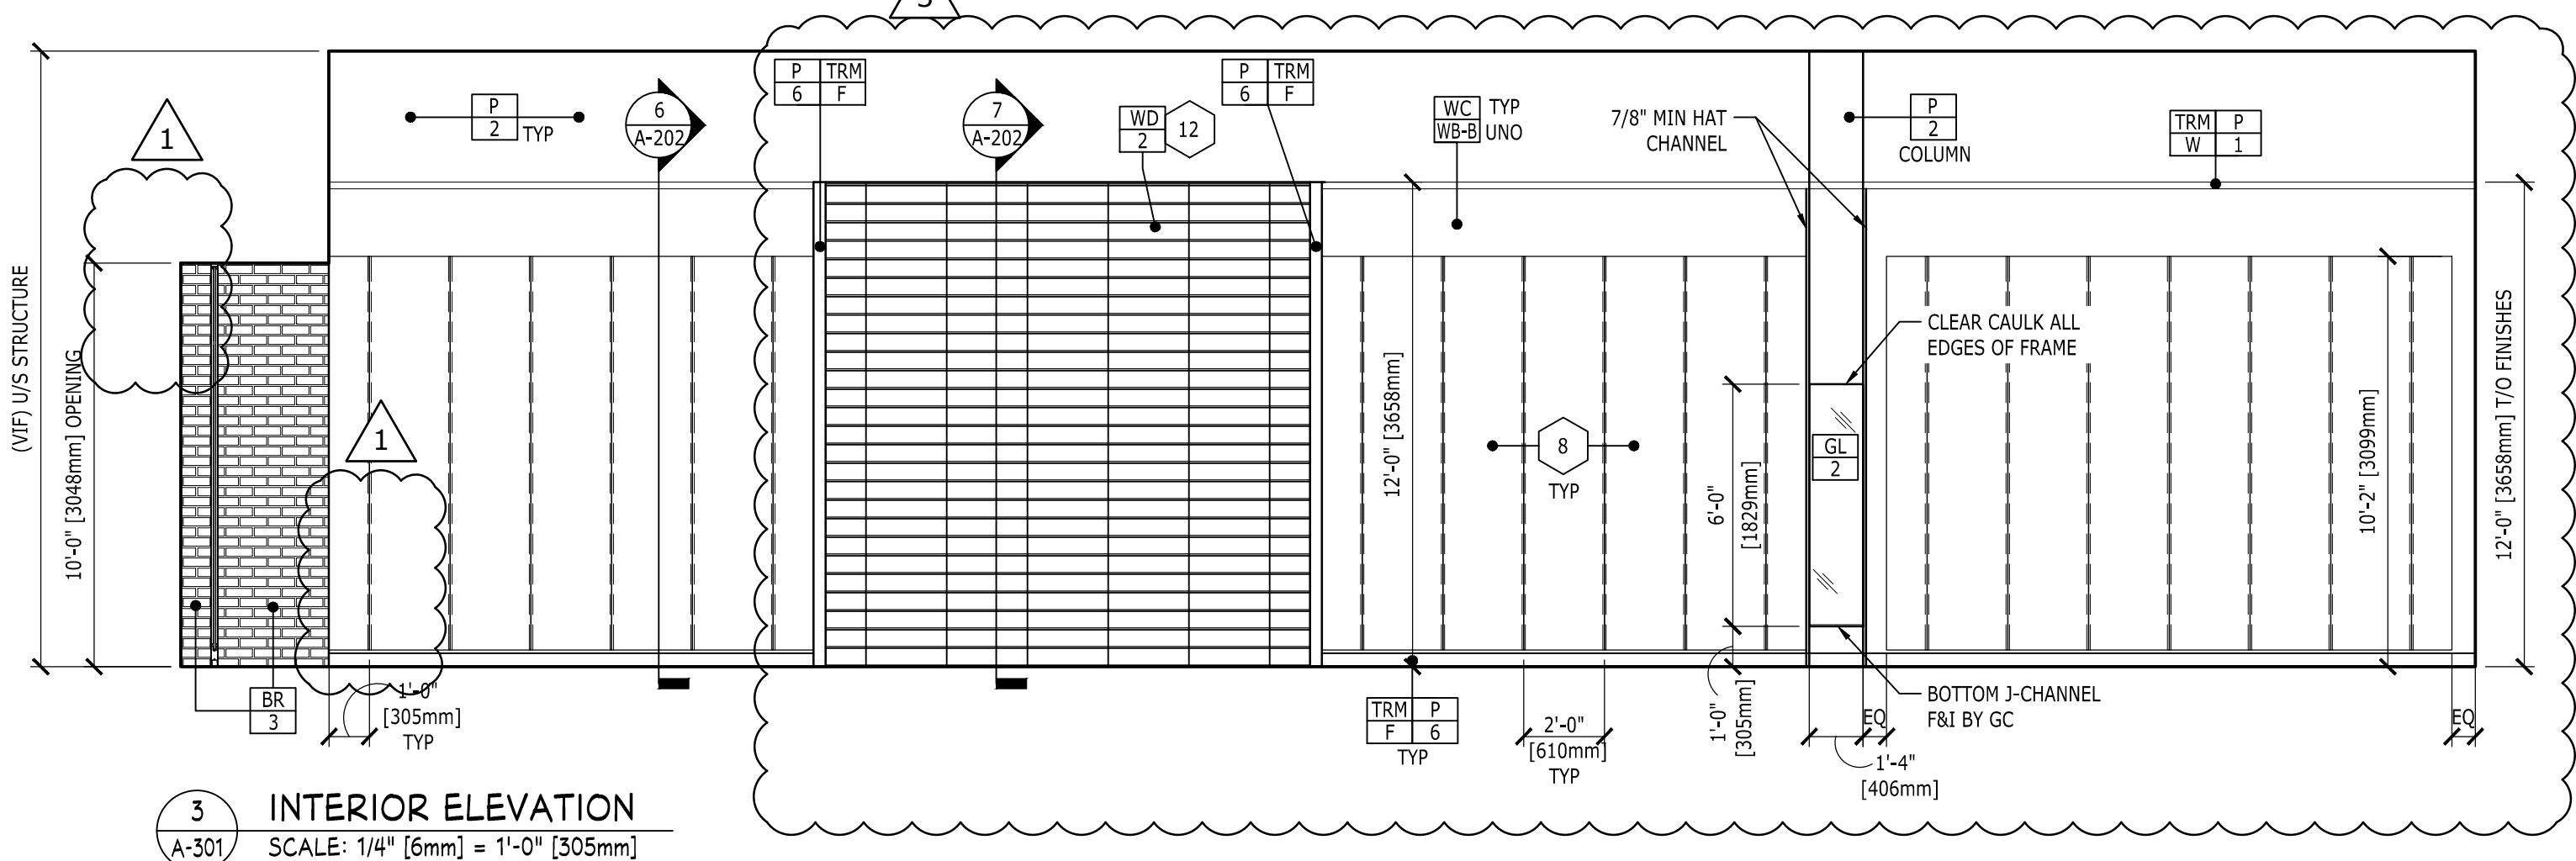 3
P TRM
6 F
P TRM
6 F
P
2 TYP
6
A-202
7
A-202
WD
2
12
WC TYP
WB-B UNO
7/8" MIN HAT
CHANNEL
P
2
COLUMN
TRM P
W 1
1
(VIF) U/S STRUCTURE
10'-0" [3048mm] OPENING
1
12'-0" [3658mm]
8
TYP
6'-0"
[1829mm]
GL
2
CLEAR CAULK ALL
EDGES OF FRAME
10'-2" [3099mm]
12'-0" [3658mm] T/O FINISHES
BR
3
1'-0"
[305mm]
TYP
TRM P
F 6
TYP
2'-0"
[610mm]
TYP
1'-0"
[305mm]
EQ
BOTTOM J-CHANNEL
F&I BY GC
EQ
1'-4"
[406mm]
3
A-301
INTERIOR ELEVATION
SCALE: 1/4" [6mm] = 1'-0" [305mm]